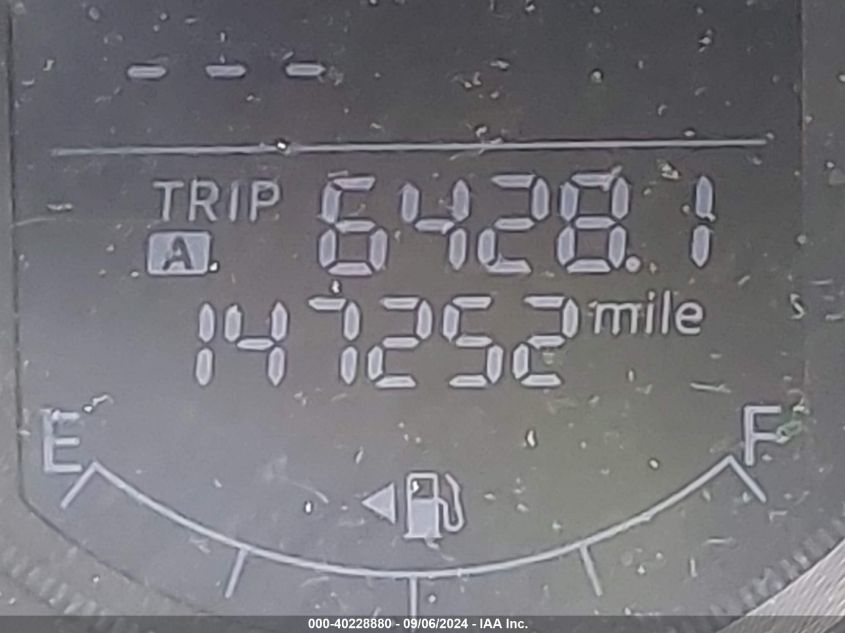 - - -
TRIP 6428.1
A
147252 mile
E F
000-40228880 - 09/06/2024 - IAA Inc.